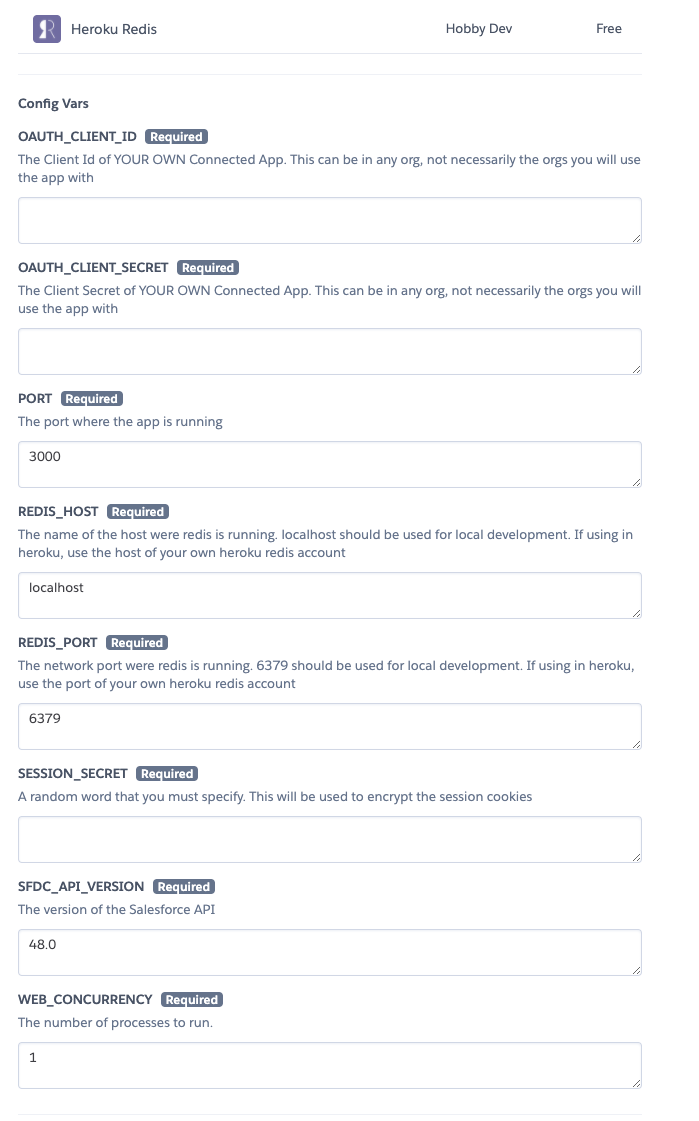 Heroku Redis Hobby Dev Free
Config Vars
OAUTH_CLIENT_ID Required
The Client Id of YOUR OWN Connected App. This can be in any org, not necessarily the orgs you will use
the app with
OAUTH_CLIENT_SECRET Required
The Client Secret of YOUR OWN Connected App. This can be in any org, not necessarily the orgs you will
use the app with
PORT Required
The port where the app is running
3000
REDIS_HOST Required
The name of the host were redis is running. localhost should be used for local development. If using in
heroku, use the host of your own heroku redis account
localhost
REDIS_PORT Required
The network port were redis is running. 6379 should be used for local development. If using in heroku,
use the port of your own heroku redis account
6379
SESSION_SECRET Required
A random word that you must specify. This will be used to encrypt the session cookies
SFDC_API_VERSION Required
The version of the Salesforce API
48.0
WEB_CONCURRENCY Required
The number of processes to run.
1